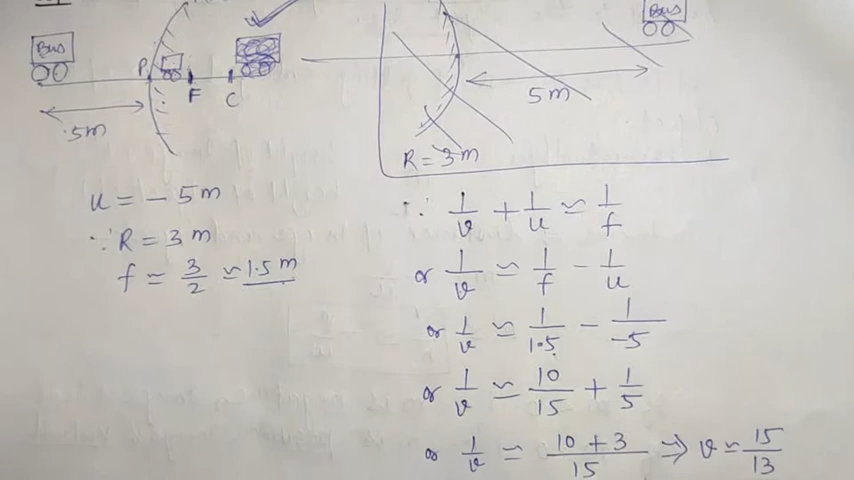 Bus
P F C
5m
Bus
5m
R = 3m
u = - 5m
∵ R = 3 m
f = 3/2 ≈ 1.5 m
∵ 1/v + 1/u = 1/f
or 1/v = 1/f - 1/u
or 1/v = 1/1.5 - 1/-5
or 1/v = 10/15 + 1/5
or 1/v = 10 + 3/15 ⇒ v = 15/13